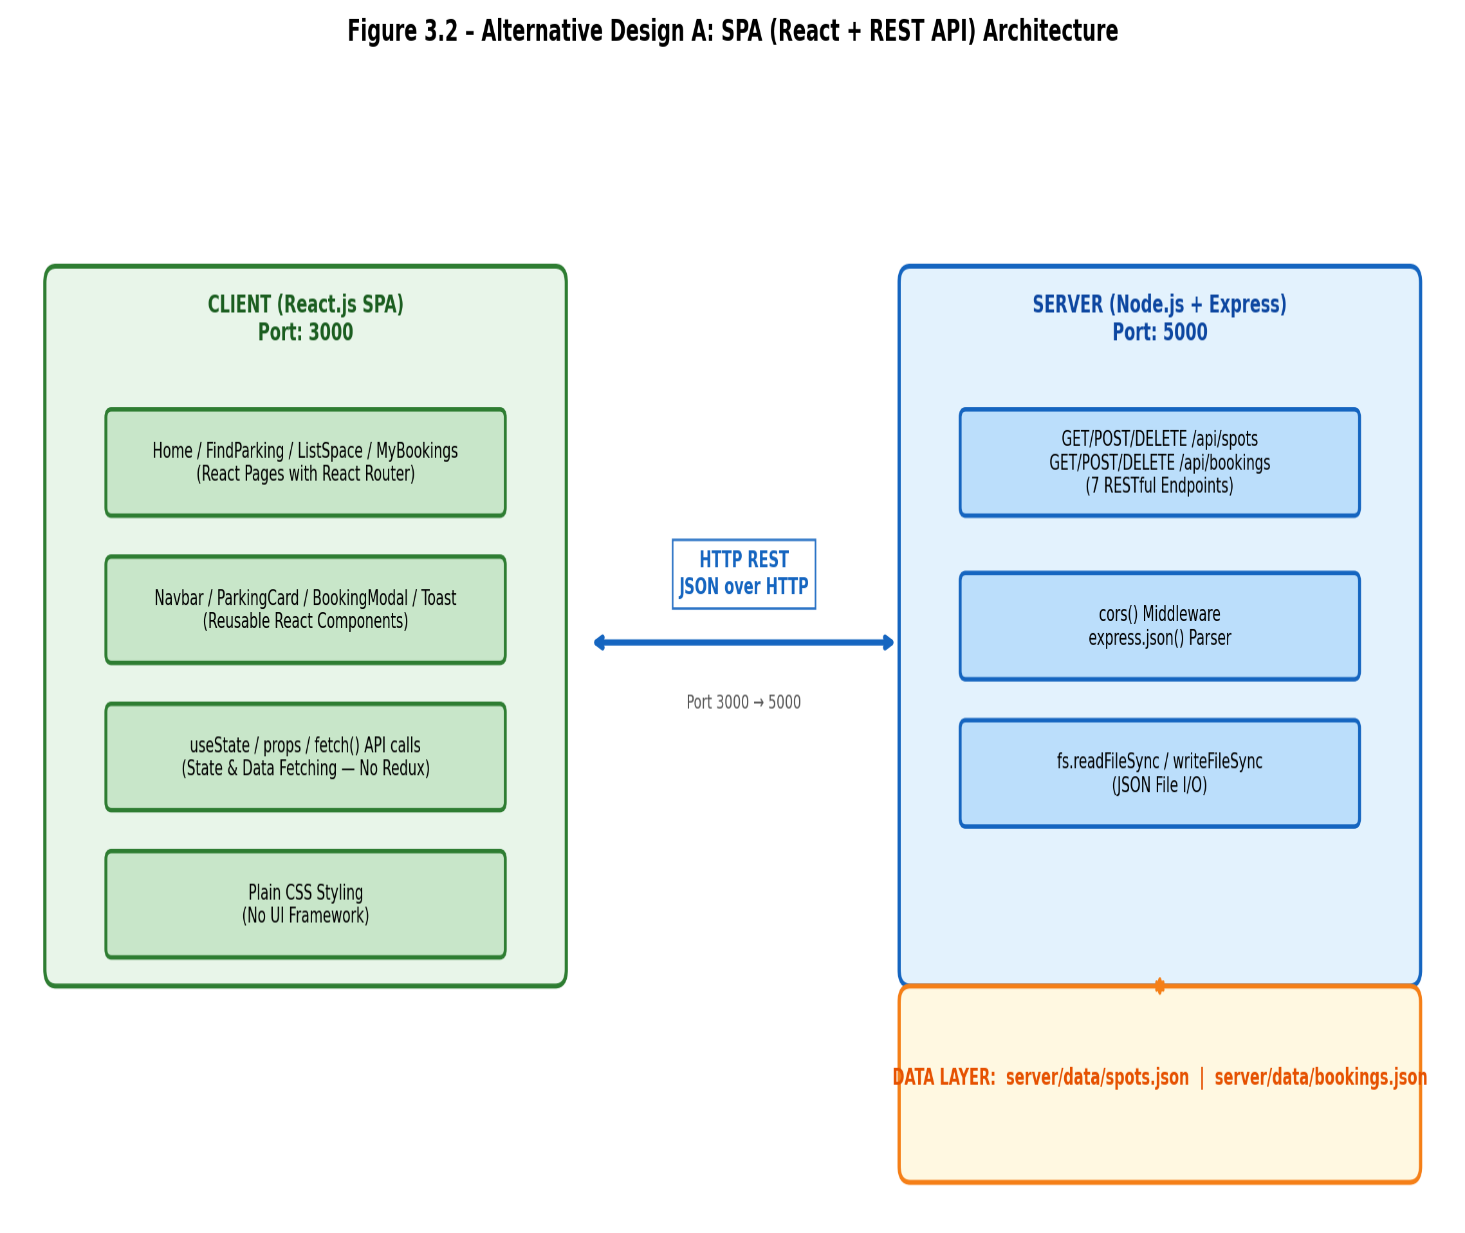 Figure 3.2 – Alternative Design A: SPA (React + REST API) Architecture
CLIENT (React.js SPA)
Port: 3000
Home / FindParking / ListSpace / MyBookings
(React Pages with React Router)
Navbar / ParkingCard / BookingModal / Toast
(Reusable React Components)
useState / props / fetch() API calls
(State & Data Fetching — No Redux)
Plain CSS Styling
(No UI Framework)
HTTP REST
JSON over HTTP
Port 3000 → 5000
SERVER (Node.js + Express)
Port: 5000
GET/POST/DELETE /api/spots
GET/POST/DELETE /api/bookings
(7 RESTful Endpoints)
cors() Middleware
express.json() Parser
fs.readFileSync / writeFileSync
(JSON File I/O)
DATA LAYER:  server/data/spots.json  |  server/data/bookings.json